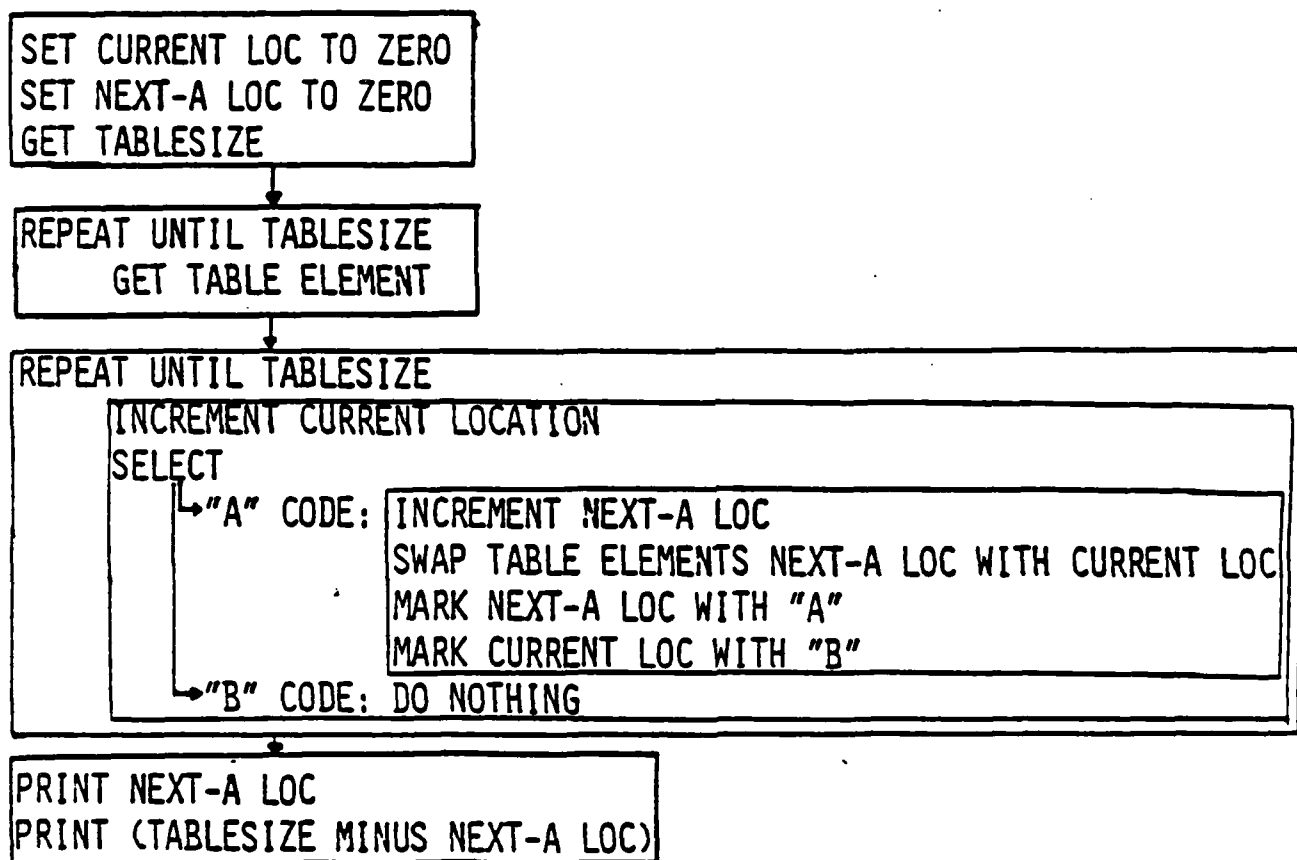 SET CURRENT LOC TO ZERO
SET NEXT-A LOC TO ZERO
GET TABLESIZE
REPEAT UNTIL TABLESIZE
GET TABLE ELEMENT
REPEAT UNTIL TABLESIZE
INCREMENT CURRENT LOCATION
SELECT
"A" CODE: INCREMENT NEXT-A LOC
SWAP TABLE ELEMENTS NEXT-A LOC WITH CURRENT LOC
MARK NEXT-A LOC WITH "A"
MARK CURRENT LOC WITH "B"
"B" CODE: DO NOTHING
PRINT NEXT-A LOC
PRINT (TABLESIZE MINUS NEXT-A LOC)